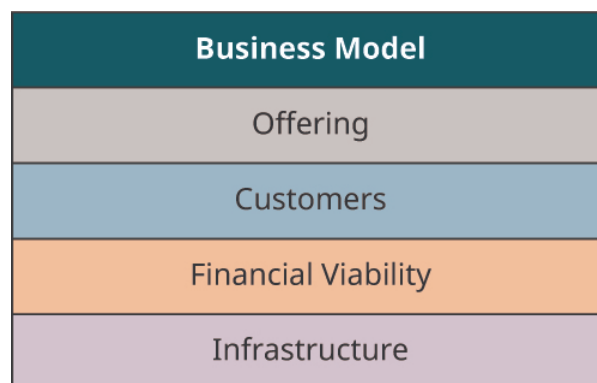 Business Model
Offering
Customers
Financial Viability
Infrastructure